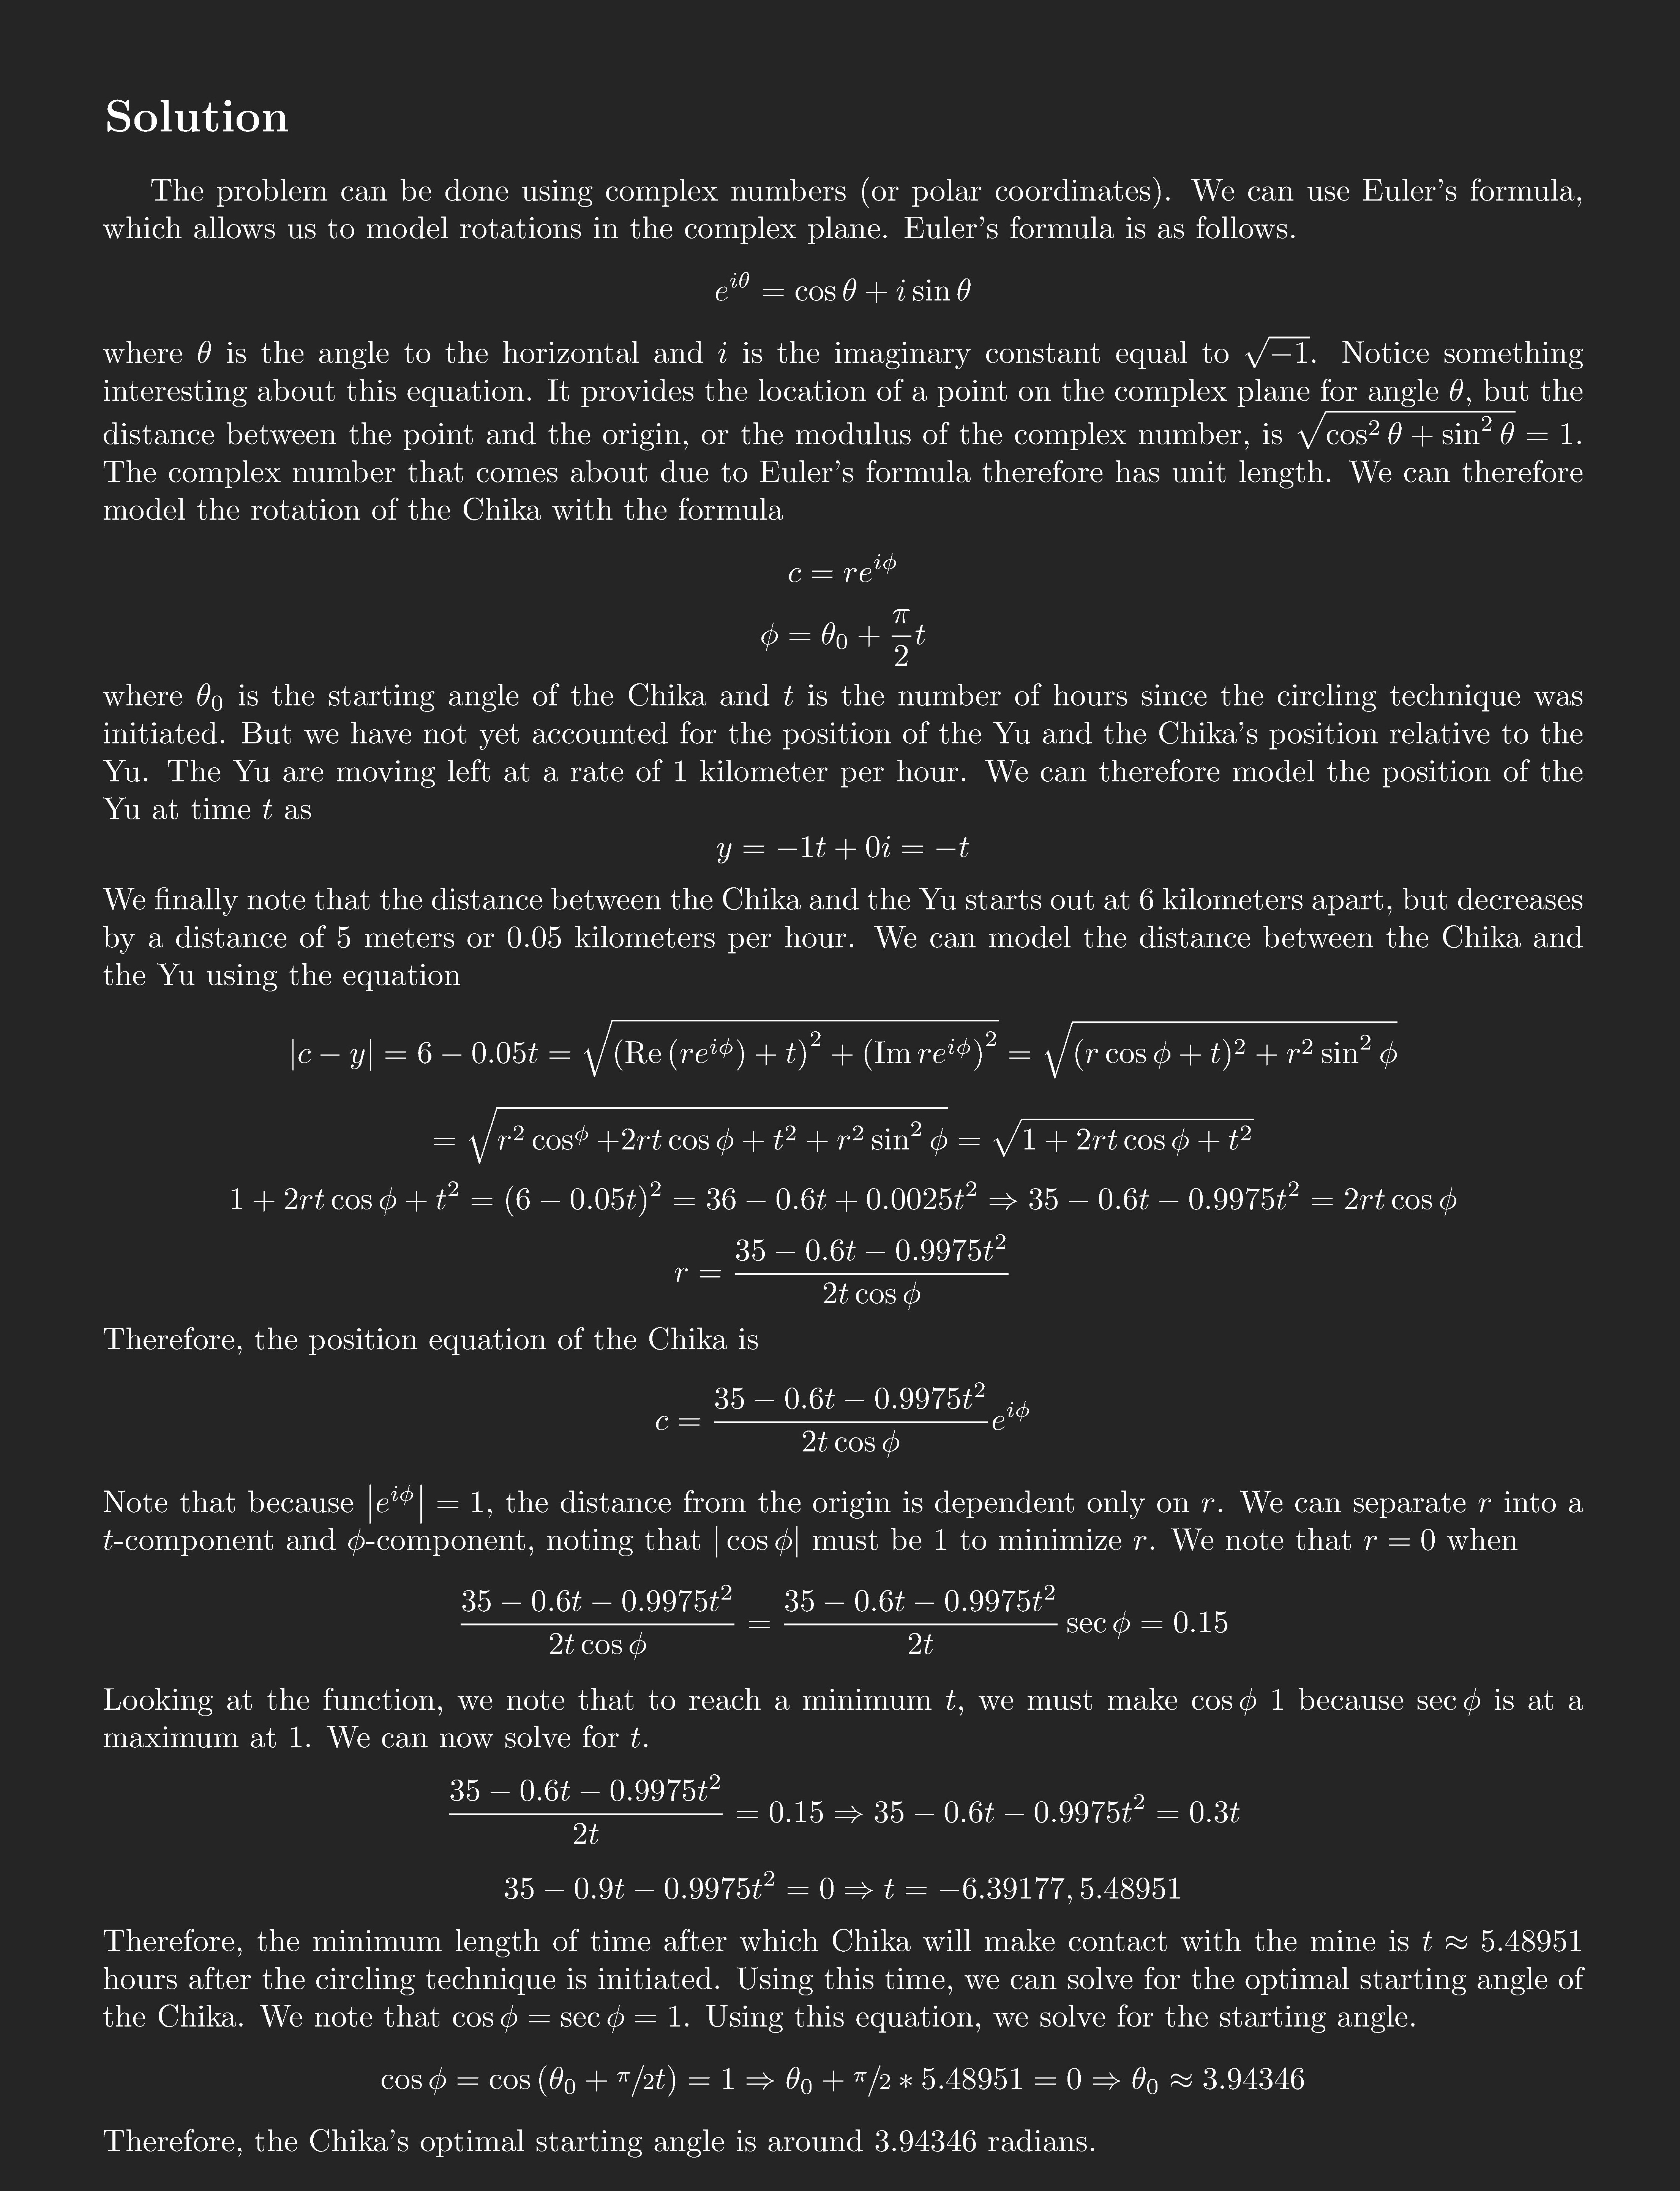 Solution
The problem can be done using complex numbers (or polar coordinates). We can use Euler's formula,
which allows us to model rotations in the complex plane. Euler's formula is as follows.
$e^{i\theta} = \cos\theta + i\sin\theta$
where $\theta$ is the angle to the horizontal and $i$ is the imaginary constant equal to $\sqrt{-1}$. Notice something
interesting about this equation. It provides the location of a point on the complex plane for angle $\theta$, but the
distance between the point and the origin, or the modulus of the complex number, is $\sqrt{\cos^2\theta + \sin^2\theta} = 1$.
The complex number that comes about due to Euler's formula therefore has unit length. We can therefore
model the rotation of the Chika with the formula
$c = re^{i\phi}$
$\phi = \theta_0 + \frac{\pi}{2}t$
where $\theta_0$ is the starting angle of the Chika and $t$ is the number of hours since the circling technique was
initiated. But we have not yet accounted for the position of the Yu and the Chika's position relative to the
Yu. The Yu are moving left at a rate of 1 kilometer per hour. We can therefore model the position of the
Yu at time $t$ as
$y = -1t + 0i = -t$
We finally note that the distance between the Chika and the Yu starts out at 6 kilometers apart, but decreases
by a distance of 5 meters or 0.05 kilometers per hour. We can model the distance between the Chika and
the Yu using the equation
$|c - y| = 6 - 0.05t = \sqrt{(\mathrm{Re}\,(re^{i\phi}) + t)^2 + (\mathrm{Im}\,re^{i\phi})^2} = \sqrt{(r\cos\phi + t)^2 + r^2\sin^2\phi}$
$= \sqrt{r^2\cos^\phi + 2rt\cos\phi + t^2 + r^2\sin^2\phi} = \sqrt{1 + 2rt\cos\phi + t^2}$
$1 + 2rt\cos\phi + t^2 = (6 - 0.05t)^2 = 36 - 0.6t + 0.0025t^2 \Rightarrow 35 - 0.6t - 0.9975t^2 = 2rt\cos\phi$
$r = \frac{35 - 0.6t - 0.9975t^2}{2t\cos\phi}$
Therefore, the position equation of the Chika is
$c = \frac{35 - 0.6t - 0.9975t^2}{2t\cos\phi}e^{i\phi}$
Note that because $|e^{i\phi}| = 1$, the distance from the origin is dependent only on $r$. We can separate $r$ into a
$t$-component and $\phi$-component, noting that $|\cos\phi|$ must be 1 to minimize $r$. We note that $r = 0$ when
$\frac{35 - 0.6t - 0.9975t^2}{2t\cos\phi} = \frac{35 - 0.6t - 0.9975t^2}{2t}\sec\phi = 0.15$
Looking at the function, we note that to reach a minimum $t$, we must make $\cos\phi$ 1 because $\sec\phi$ is at a
maximum at 1. We can now solve for $t$.
$\frac{35 - 0.6t - 0.9975t^2}{2t} = 0.15 \Rightarrow 35 - 0.6t - 0.9975t^2 = 0.3t$
$35 - 0.9t - 0.9975t^2 = 0 \Rightarrow t = -6.39177, 5.48951$
Therefore, the minimum length of time after which Chika will make contact with the mine is $t \approx 5.48951$
hours after the circling technique is initiated. Using this time, we can solve for the optimal starting angle of
the Chika. We note that $\cos\phi = \sec\phi = 1$. Using this equation, we solve for the starting angle.
$\cos\phi = \cos(\theta_0 + \pi/2t) = 1 \Rightarrow \theta_0 + \pi/2 * 5.48951 = 0 \Rightarrow \theta_0 \approx 3.94346$
Therefore, the Chika's optimal starting angle is around 3.94346 radians.